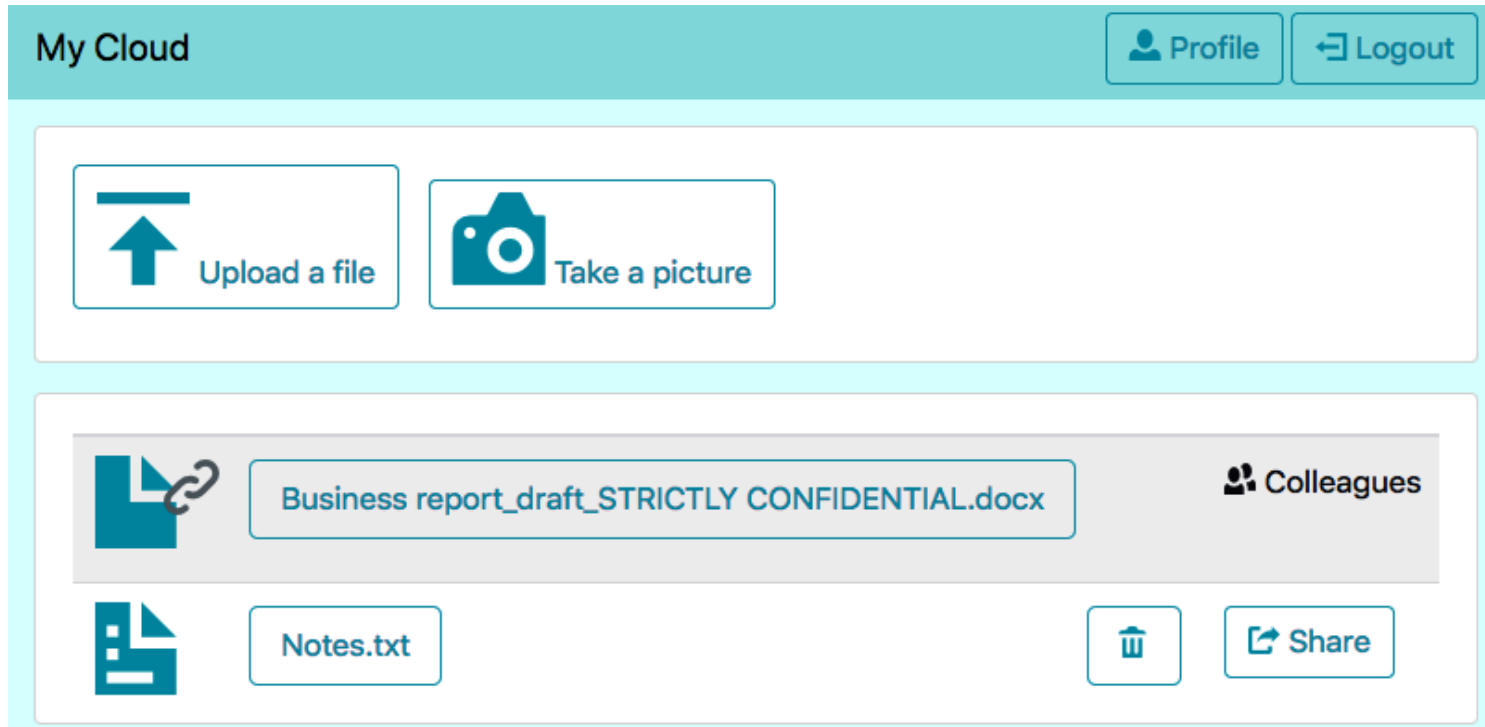 My Cloud
Profile
Logout
Upload a file
Take a picture
Business report_draft_STRICTLY CONFIDENTIAL.docx
Colleagues
Notes.txt
Share